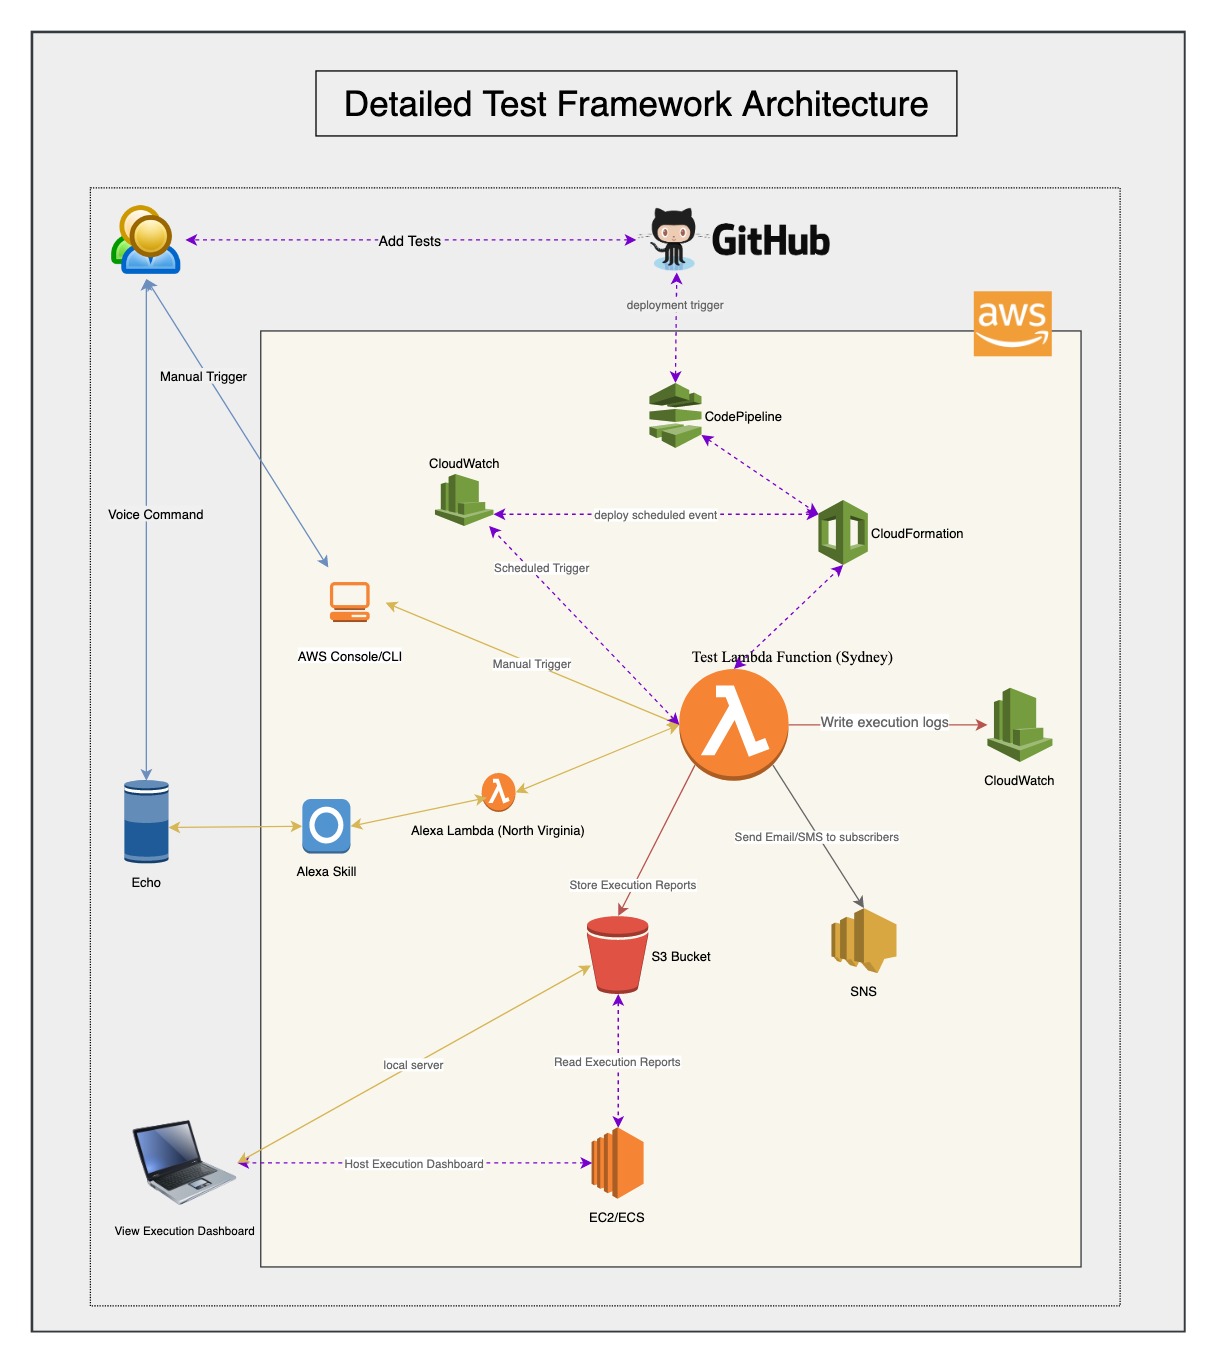 Detailed Test Framework Architecture
Add Tests
GitHub
deployment trigger
aws
Manual Trigger
CodePipeline
CloudWatch
Voice Command
deploy scheduled event
CloudFormation
Scheduled Trigger
AWS Console/CLI
Manual Trigger
Test Lambda Function (Sydney)
Write execution logs
CloudWatch
Alexa Lambda (North Virginia)
Send Email/SMS to subscribers
Echo
Alexa Skill
Store Execution Reports
S3 Bucket
SNS
local server
Read Execution Reports
Host Execution Dashboard
View Execution Dashboard
EC2/ECS